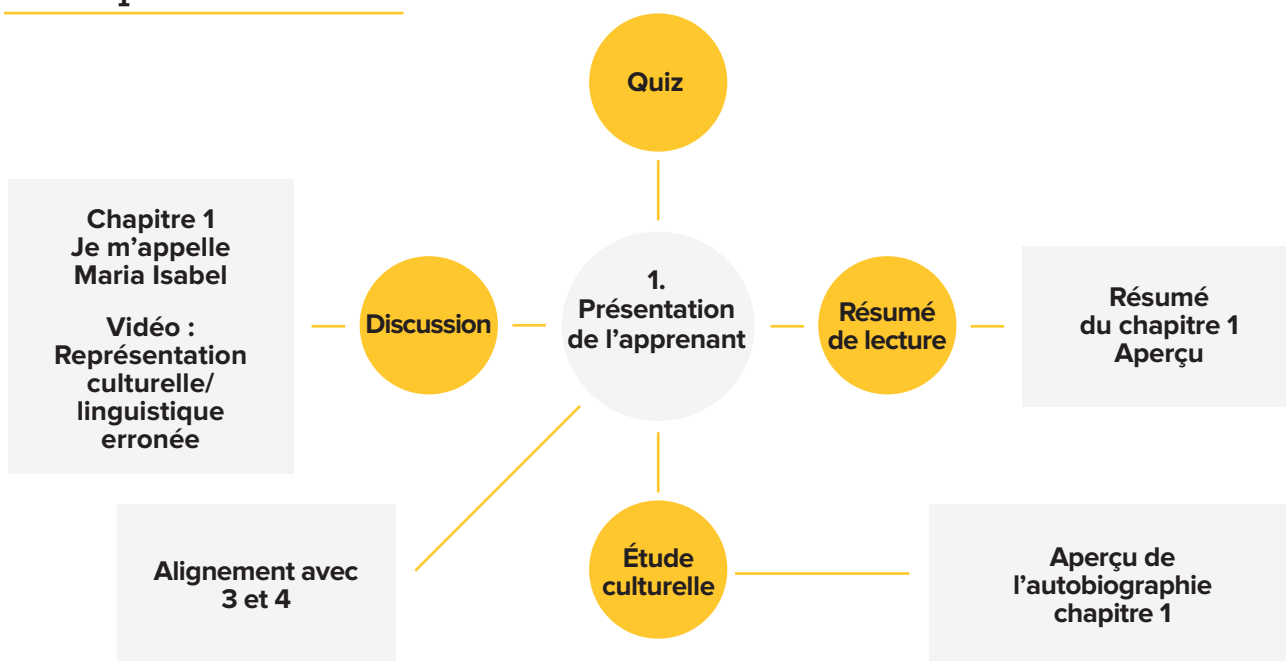 Quiz
Chapitre 1
Je m’appelle
Maria Isabel
Vidéo :
Représentation
culturelle/
linguistique
erronée
Discussion
1.
Présentation
de l’apprenant
Résumé
de lecture
Résumé
du chapitre 1
Aperçu
Alignement avec
3 et 4
Étude
culturelle
Aperçu de
l’autobiographie
chapitre 1